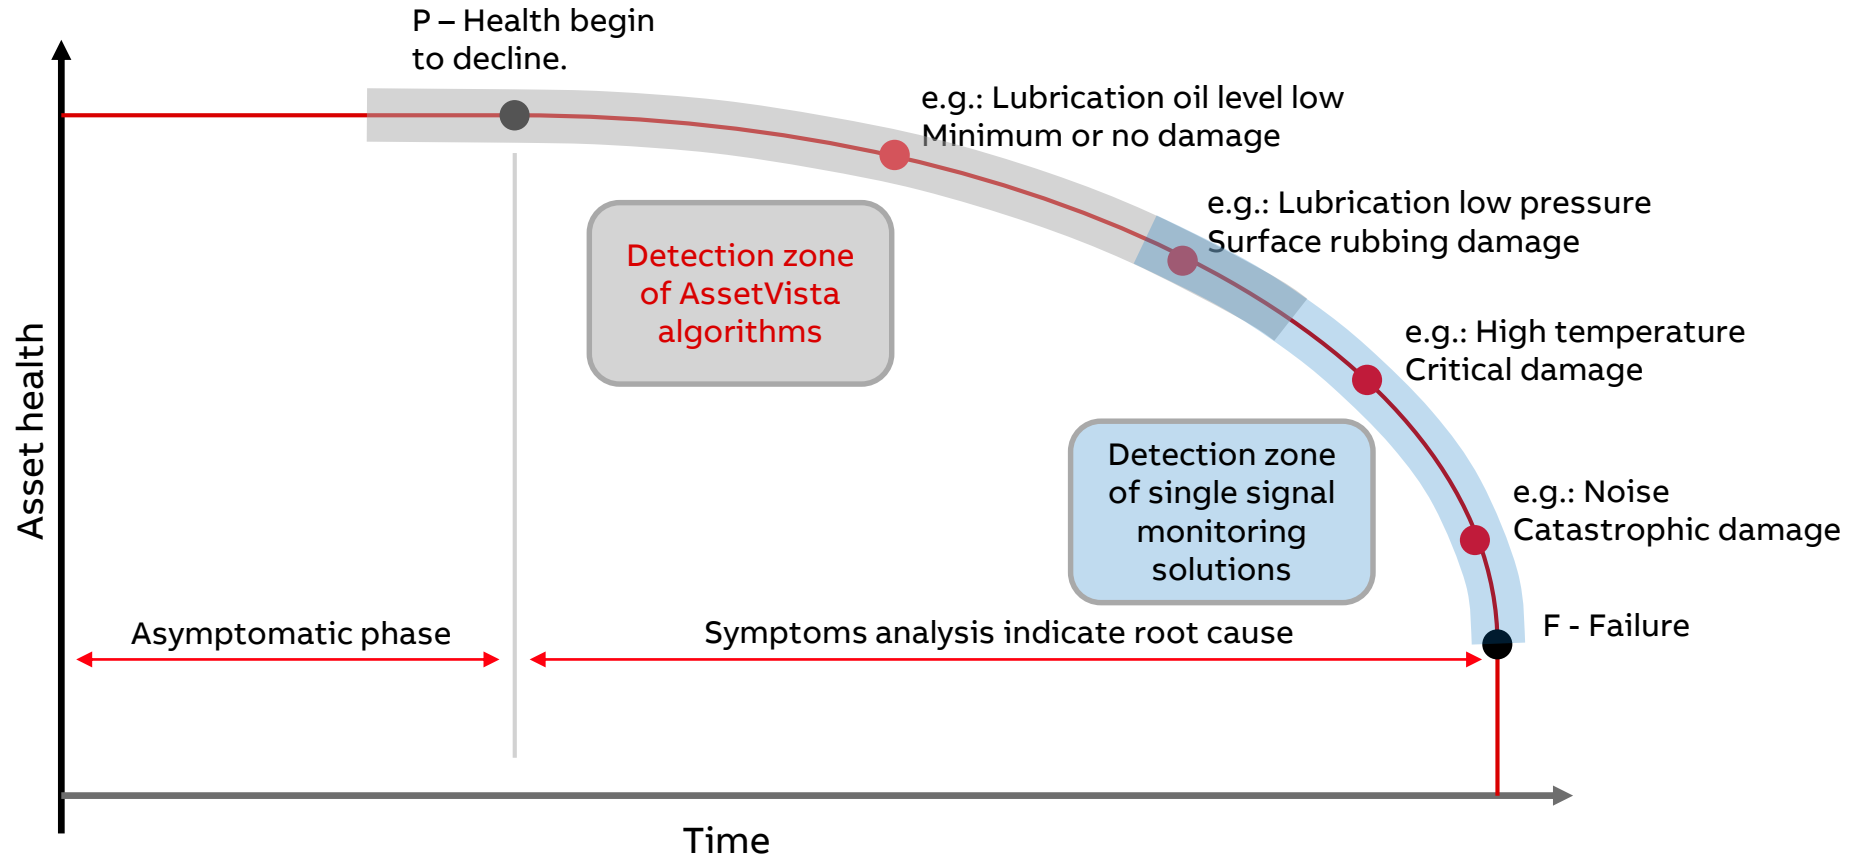 P – Health begin
to decline.
e.g.: Lubrication oil level low
Minimum or no damage
e.g.: Lubrication low pressure
Surface rubbing damage
Detection zone
of AssetVista
algorithms
e.g.: High temperature
Critical damage
Asset health
Detection zone
of single signal
monitoring
solutions
e.g.: Noise
Catastrophic damage
F - Failure
Asymptomatic phase
Symptoms analysis indicate root cause
Time